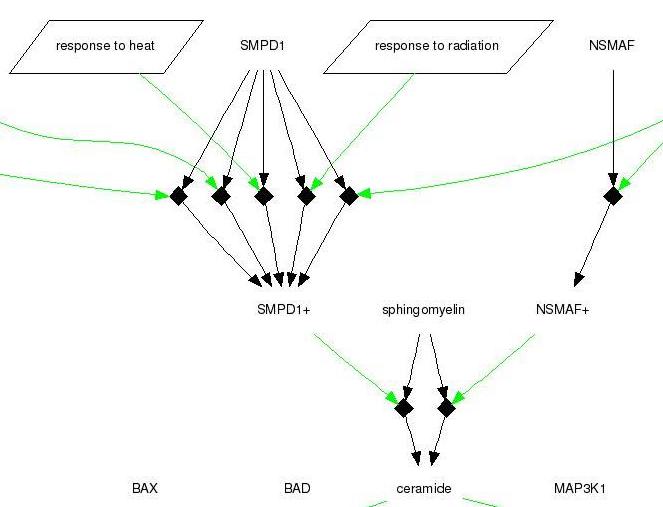 response to heat
SMPD1
response to radiation
NSMAF
SMPD1+
sphingomyelin
NSMAF+
BAX
BAD
ceramide
MAP3K1